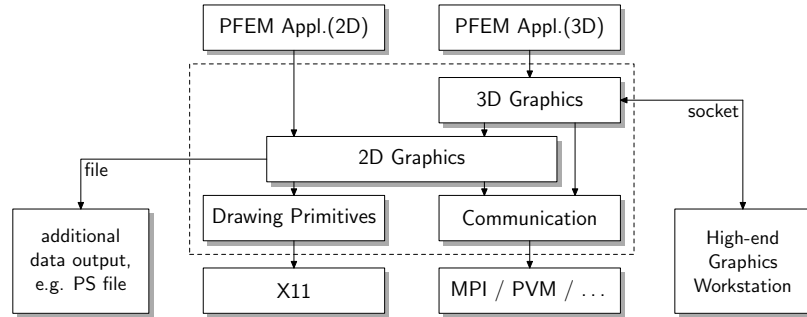 PFEM Appl.(2D)
PFEM Appl.(3D)
3D Graphics
socket
2D Graphics
file
Drawing Primitives
Communication
additional
data output,
e.g. PS file
High-end
Graphics
Workstation
X11
MPI / PVM / . . .